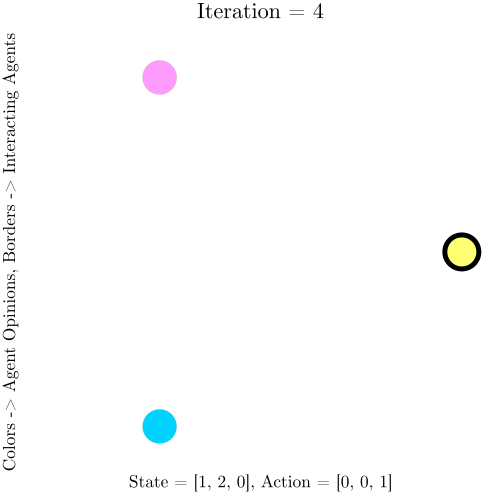 Iteration = 4
Colors -> Agent Opinions, Borders -> Interacting Agents
State = [1, 2, 0], Action = [0, 0, 1]